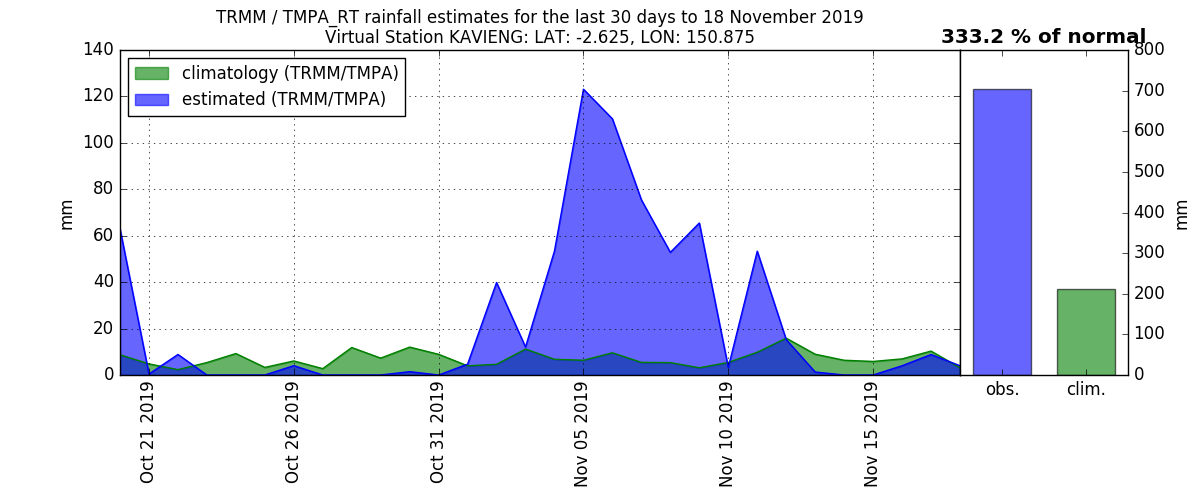 TRMM / TMPA_RT rainfall estimates for the last 30 days to 18 November 2019
Virtual Station KAVIENG: LAT: -2.625, LON: 150.875
333.2 % of normal
climatology (TRMM/TMPA)
estimated (TRMM/TMPA)
mm
140
120
100
80
60
40
20
0
Oct 21 2019
Oct 26 2019
Oct 31 2019
Nov 05 2019
Nov 10 2019
Nov 15 2019
800
700
600
500
400
300
200
100
0
mm
obs.
clim.